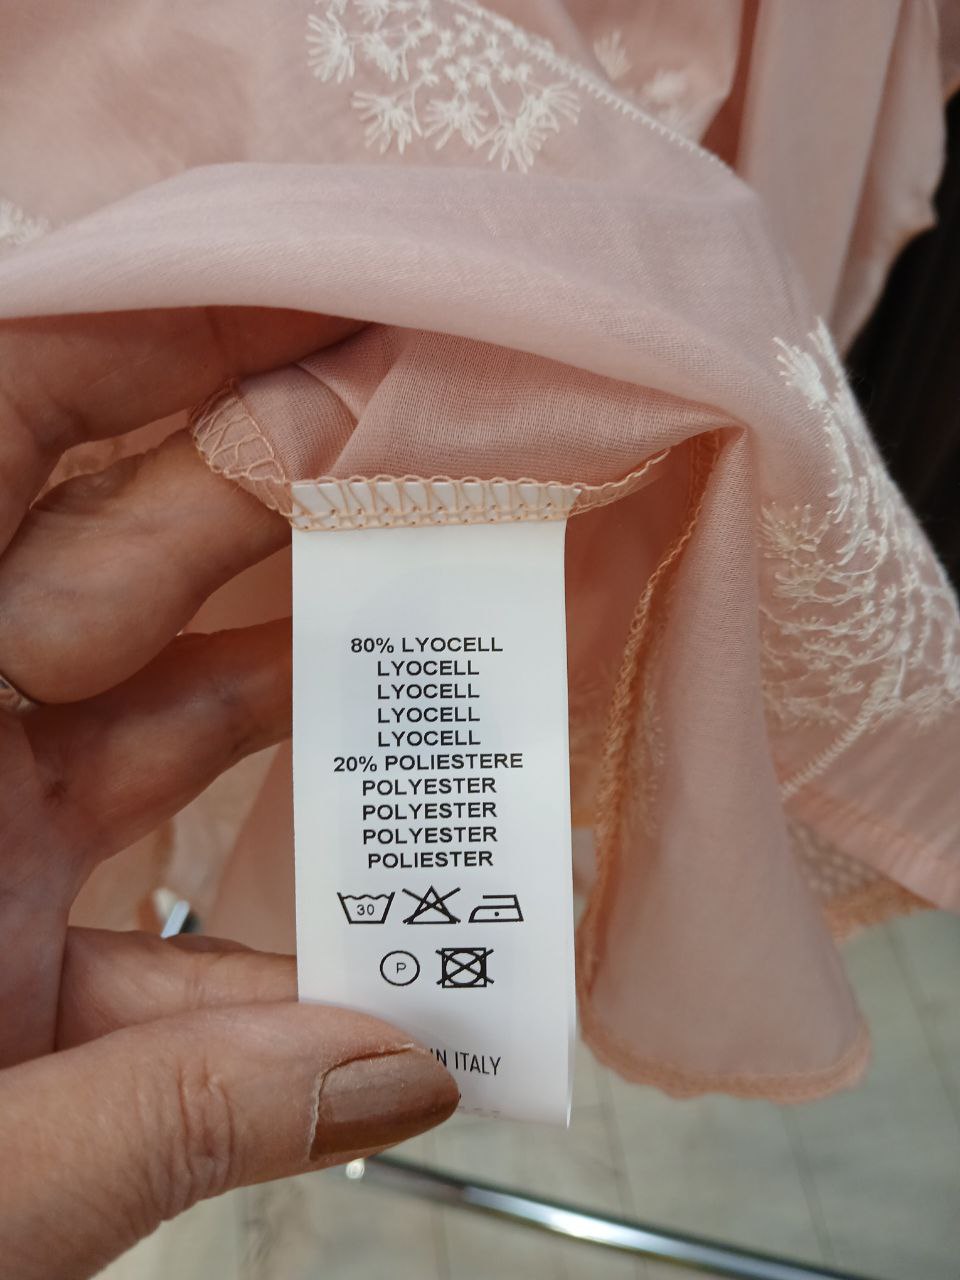 80% LYOCELL
LYOCELL
LYOCELL
LYOCELL
LYOCELL
20% POLIESTERE
POLYESTER
POLYESTER
POLYESTER
POLIESTER
30
P
ITALY